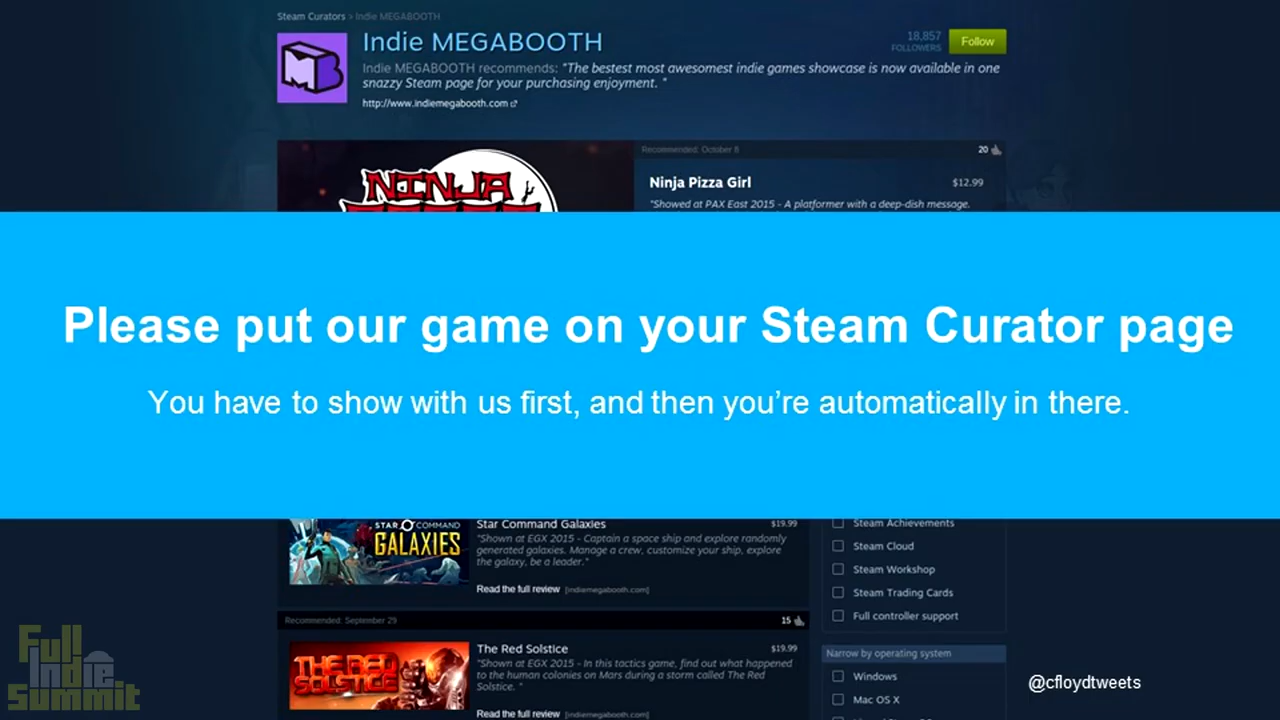 Steam Curators > Indie MEGABOOTH
Indie MEGABOOTH
18,857
FOLLOWERS
Follow
Indie MEGABOOTH recommends: "The bestest most awesomest indie games showcase is now available in one
snazzy Steam page for your purchasing enjoyment. "
http://www.indiemegabooth.com
Recommended: October 8
20
NINJA
Ninja Pizza Girl
$12.99
"Showed at PAX East 2015 - A platformer with a deep-dish message.
Please put our game on your Steam Curator page
You have to show with us first, and then you’re automatically in there.
STAR COMMAND
GALAXIES
Star Command Galaxies
$19.99
"Shown at EGX 2015 - Captain a space ship and explore randomly
generated galaxies. Manage a crew, customize your ship, explore
the galaxy, be a leader."
Read the full review [indiemegabooth.com]
Steam Achievements
Steam Cloud
Steam Workshop
Steam Trading Cards
Full controller support
Recommended: September 29
15
THE RED
SOLSTICE
The Red Solstice
$19.99
"Shown at EGX 2015 - In this tactics game, find out what happened
to the human colonies on Mars during a storm called The Red
Solstice. "
Read the full review [indiemegabooth.com]
Narrow by operating system
Windows
Mac OS X
Full
Indie
Summit
@cfloydtweets